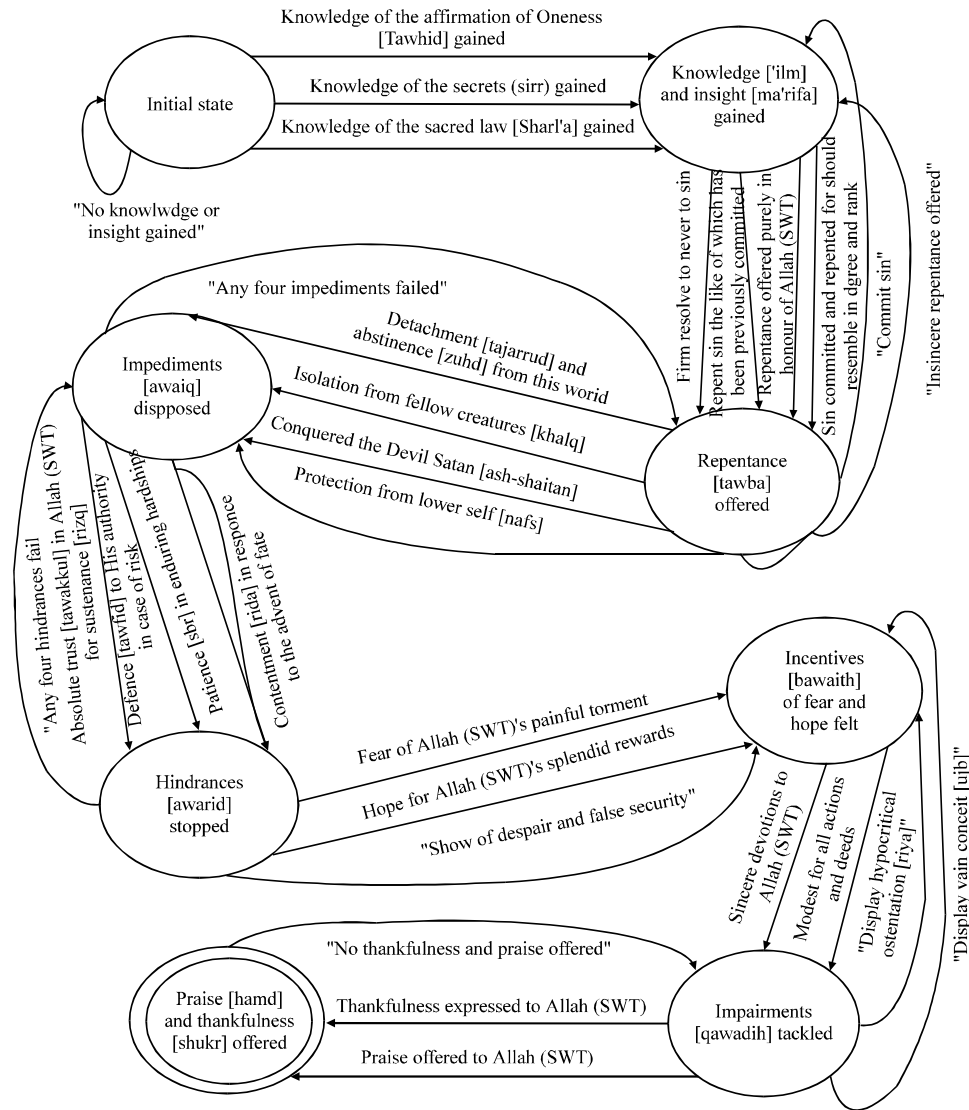 Knowledge of the affirmation of Oneness
[Tawhid] gained
Initial state
Knowledge of the secrets (sirr) gained
Knowledge of the sacred law [Sharl'a] gained
Knowledge ['ilm]
and insight [ma'rifa]
gained
"No knowlwdge or
insight gained"
Firm resolve to never to sin
Repent sin the like of which has
been previously committed
Repentance offered purely in
honour of Allah (SWT)
Sin committed and repented for should
resemble in dgree and rank
"Commit sin"
"Insincere repentance offered"
"Any four impediments failed"
Detachment [tajarrud] and
abstinence [zuhd] from this world
Isolation from fellow creatures [khalq]
Conquered the Devil Satan [ash-shaitan]
Protection from lower self [nafs]
Impediments
[awaiq]
dispposed
Repentance
[tawba]
offered
"Any four hindrances fail
Absolute trust [tawakkul] in Allah (SWT)
for sustenance [rizq]
Defence [tawfid] to His authority
in case of risk
Patience [sbr] in enduring hardships
Contentment [rida] in responce
to the advent of fate
Hindrances
[awarid]
stopped
Fear of Allah (SWT)'s painful torment
Hope for Allah (SWT)'s splendid rewards
"Show of despair and false security"
Incentives
[bawaith]
of fear and
hope felt
Sincere devotions to
Allah (SWT)
Modest for all actions
and deeds
"Display hypocritical
ostentation [riya]"
"Display vain conceit [ujb]"
"No thankfulness and praise offered"
Praise [hamd]
and thankfulness
[shukr] offered
Thankfulness expressed to Allah (SWT)
Praise offered to Allah (SWT)
Impairments
[qawadih] tackled